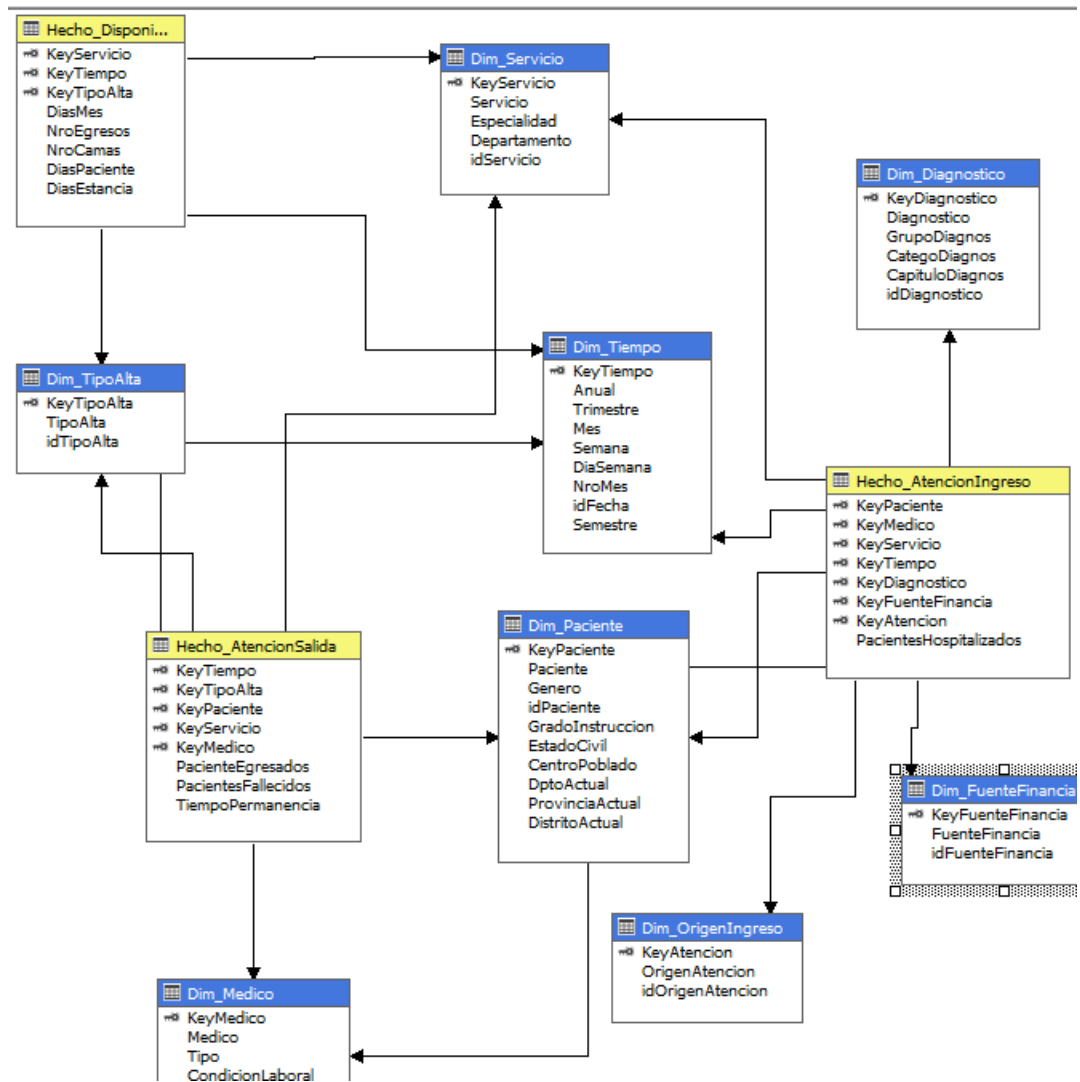 Hecho_Disponi...
KeyServicio
KeyTiempo
KeyTipoAlta
DiasMes
NroEgresos
NroCamas
DiasPaciente
DiasEstancia
Dim_Servicio
KeyServicio
Servicio
Especialidad
Departamento
idServicio
Dim_Diagnostico
KeyDiagnostico
Diagnostico
GrupoDiagnos
CategoDiagnos
CapituloDiagnos
idDiagnostico
Dim_TipoAlta
KeyTipoAlta
TipoAlta
idTipoAlta
Dim_Tiempo
KeyTiempo
Anual
Trimestre
Mes
Semana
DiaSemana
NroMes
idFecha
Semestre
Hecho_AtencionIngreso
KeyPaciente
KeyMedico
KeyServicio
KeyTiempo
KeyDiagnostico
KeyFuenteFinancia
KeyAtencion
PacientesHospitalizados
Hecho_AtencionSalida
KeyTiempo
KeyTipoAlta
KeyPaciente
KeyServicio
KeyMedico
PacienteEgresados
PacientesFallecidos
TiempoPermanencia
Dim_Paciente
KeyPaciente
Paciente
Genero
idPaciente
GradoInstruccion
EstadoCivil
CentroPoblado
DptoActual
ProvinciaActual
DistritoActual
Dim_FuenteFinancia
KeyFuenteFinancia
FuenteFinancia
idFuenteFinancia
Dim_OrigenIngreso
KeyAtencion
OrigenAtencion
idOrigenAtencion
Dim_Medico
KeyMedico
Medico
Tipo
CondicionLaboral